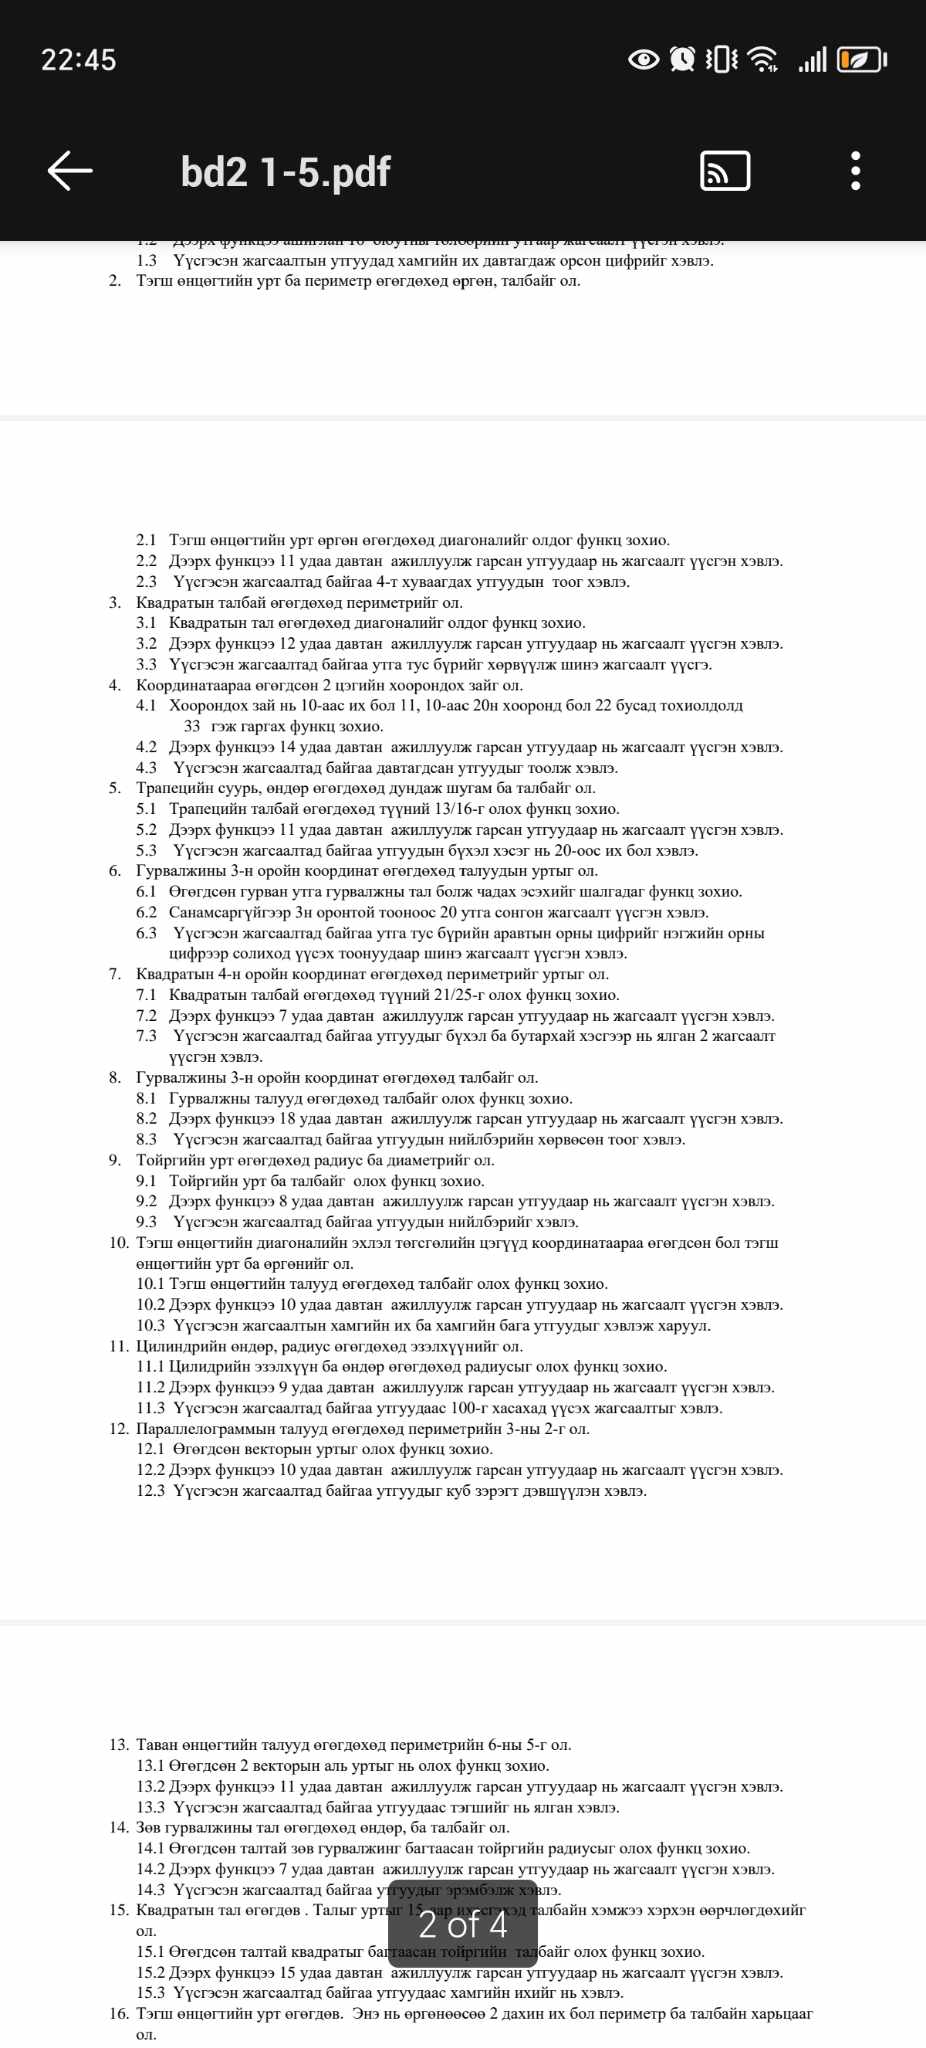 22:45
bd2 1-5.pdf
1.2 Дээрх функцээ ашиглан 10 оюутны төлбөрийн утгаар жагсаалт үүсгэн хэвлэ.
1.3 Үүсгэсэн жагсаалтын утгуудад хамгийн их давтагдаж орсон цифрийг хэвлэ.
2. Тэгш өнцөгтийн урт ба периметр өгөгдөхөд өргөн, талбайг ол.
2.1 Тэгш өнцөгтийн урт өргөн өгөгдөхөд диагоналийг олдог функц зохио.
2.2 Дээрх функцээ 11 удаа давтан ажиллуулж гарсан утгуудаар нь жагсаалт үүсгэн хэвлэ.
2.3 Үүсгэсэн жагсаалтад байгаа 4-т хуваагдах утгуудын тоог хэвлэ.
3. Квадратын талбай өгөгдөхөд периметрийг ол.
3.1 Квадратын тал өгөгдөхөд диагоналийг олдог функц зохио.
3.2 Дээрх функцээ 12 удаа давтан ажиллуулж гарсан утгуудаар нь жагсаалт үүсгэн хэвлэ.
3.3 Үүсгэсэн жагсаалтад байгаа утга тус бүрийг хөрвүүлж шинэ жагсаалт үүсгэ.
4. Координатаараа өгөгдсөн 2 цэгийн хоорондох зайг ол.
4.1 Хоорондох зай нь 10-аас их бол 11, 10-аас 20н хооронд бол 22 бусад тохиолдолд
33 гэж гаргах функц зохио.
4.2 Дээрх функцээ 14 удаа давтан ажиллуулж гарсан утгуудаар нь жагсаалт үүсгэн хэвлэ.
4.3 Үүсгэсэн жагсаалтад байгаа давтагдсан утгуудыг тоолж хэвлэ.
5. Трапецийн суурь, өндөр өгөгдөхөд дундаж шугам ба талбайг ол.
5.1 Трапецийн талбай өгөгдөхөд түүний 13/16-г олох функц зохио.
5.2 Дээрх функцээ 11 удаа давтан ажиллуулж гарсан утгуудаар нь жагсаалт үүсгэн хэвлэ.
5.3 Үүсгэсэн жагсаалтад байгаа утгуудын бүхэл хэсэг нь 20-оос их бол хэвлэ.
6. Гурвалжины 3-н оройн координат өгөгдөхөд талуудын уртыг ол.
6.1 Өгөгдсөн гурван утга гурвалжны тал болж чадах эсэхийг шалгадаг функц зохио.
6.2 Санамсаргүйгээр 3н оронтой тооноос 20 утга сонгон жагсаалт үүсгэн хэвлэ.
6.3 Үүсгэсэн жагсаалтад байгаа утга тус бүрийн аравтын орны цифрийг нэгжийн орны
цифрээр солиход үүсэх тоонуудаар шинэ жагсаалт үүсгэн хэвлэ.
7. Квадратын 4-н оройн координат өгөгдөхөд периметрийг уртыг ол.
7.1 Квадратын талбай өгөгдөхөд түүний 21/25-г олох функц зохио.
7.2 Дээрх функцээ 7 удаа давтан ажиллуулж гарсан утгуудаар нь жагсаалт үүсгэн хэвлэ.
7.3 Үүсгэсэн жагсаалтад байгаа утгуудыг бүхэл ба бутархай хэсгээр нь ялган 2 жагсаалт
үүсгэн хэвлэ.
8. Гурвалжины 3-н оройн координат өгөгдөхөд талбайг ол.
8.1 Гурвалжны талууд өгөгдөхөд талбайг олох функц зохио.
8.2 Дээрх функцээ 18 удаа давтан ажиллуулж гарсан утгуудаар нь жагсаалт үүсгэн хэвлэ.
8.3 Үүсгэсэн жагсаалтад байгаа утгуудын нийлбэрийн хөрвөсөн тоог хэвлэ.
9. Тойргийн урт өгөгдөхөд радиус ба диаметрийг ол.
9.1 Тойргийн урт ба талбайг олох функц зохио.
9.2 Дээрх функцээ 8 удаа давтан ажиллуулж гарсан утгуудаар нь жагсаалт үүсгэн хэвлэ.
9.3 Үүсгэсэн жагсаалтад байгаа утгуудын нийлбэрийг хэвлэ.
10. Тэгш өнцөгтийн диагоналийн эхлэл төгсгөлийн цэгүүд координатаараа өгөгдсөн бол тэгш
өнцөгтийн урт ба өргөнийг ол.
10.1 Тэгш өнцөгтийн талууд өгөгдөхөд талбайг олох функц зохио.
10.2 Дээрх функцээ 10 удаа давтан ажиллуулж гарсан утгуудаар нь жагсаалт үүсгэн хэвлэ.
10.3 Үүсгэсэн жагсаалтын хамгийн их ба хамгийн бага утгуудыг хэвлэж харуул.
11. Цилиндрийн өндөр, радиус өгөгдөхөд эзэлхүүнийг ол.
11.1 Цилидрийн эзэлхүүн ба өндөр өгөгдөхөд радиусыг олох функц зохио.
11.2 Дээрх функцээ 9 удаа давтан ажиллуулж гарсан утгуудаар нь жагсаалт үүсгэн хэвлэ.
11.3 Үүсгэсэн жагсаалтад байгаа утгуудаас 100-г хасахад үүсэх жагсаалтыг хэвлэ.
12. Параллелограммын талууд өгөгдөхөд периметрийн 3-ны 2-г ол.
12.1 Өгөгдсөн векторын уртыг олох функц зохио.
12.2 Дээрх функцээ 10 удаа давтан ажиллуулж гарсан утгуудаар нь жагсаалт үүсгэн хэвлэ.
12.3 Үүсгэсэн жагсаалтад байгаа утгуудыг куб зэрэгт дэвшүүлэн хэвлэ.
13. Таван өнцөгтийн талууд өгөгдөхөд периметрийн 6-ны 5-г ол.
13.1 Өгөгдсөн 2 векторын аль уртыг нь олох функц зохио.
13.2 Дээрх функцээ 11 удаа давтан ажиллуулж гарсан утгуудаар нь жагсаалт үүсгэн хэвлэ.
13.3 Үүсгэсэн жагсаалтад байгаа утгуудаас тэгшийг нь ялган хэвлэ.
14. Зөв гурвалжины тал өгөгдөхөд өндөр, ба талбайг ол.
14.1 Өгөгдсөн талтай зөв гурвалжинг багтаасан тойргийн радиусыг олох функц зохио.
14.2 Дээрх функцээ 7 удаа давтан ажиллуулж гарсан утгуудаар нь жагсаалт үүсгэн хэвлэ.
14.3 Үүсгэсэн жагсаалтад байгаа утгуудыг эрэмбэлж хэвлэ.
15. Квадратын тал өгөгдөв . Талыг уртыг 15 аар ихэсгэхэд талбайн хэмжээ хэрхэн өөрчлөгдөхийг
ол.
15.1 Өгөгдсөн талтай квадратыг багтаасан тойргийн талбайг олох функц зохио.
15.2 Дээрх функцээ 15 удаа давтан ажиллуулж гарсан утгуудаар нь жагсаалт үүсгэн хэвлэ.
15.3 Үүсгэсэн жагсаалтад байгаа утгуудаас хамгийн ихийг нь хэвлэ.
16. Тэгш өнцөгтийн урт өгөгдөв. Энэ нь өргөнөөсөө 2 дахин их бол периметр ба талбайн харьцааг
ол.
2 of 4